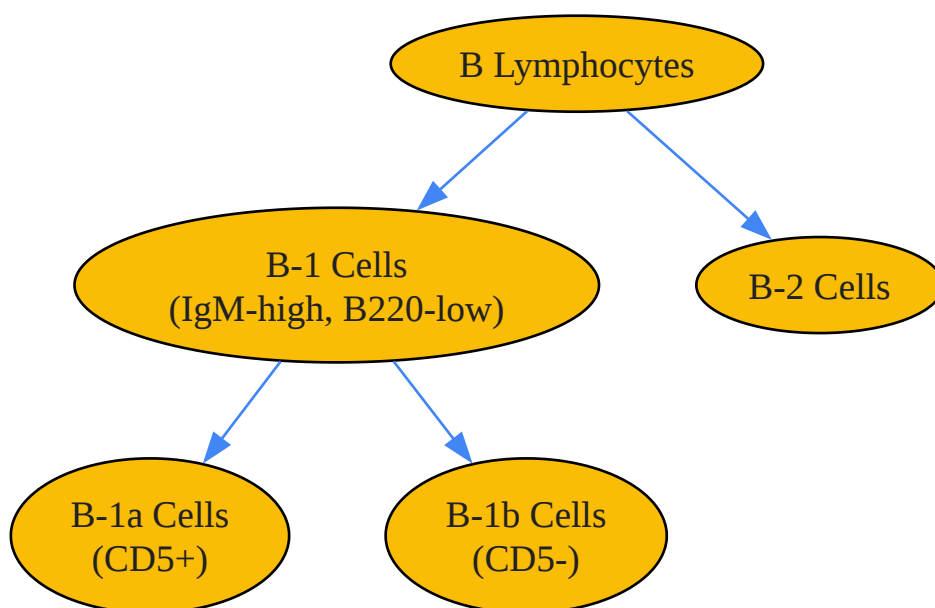 B Lymphocytes
B-1 Cells
(IgM-high, B220-low)
B-2 Cells
B-1a Cells
(CD5+)
B-1b Cells
(CD5-)